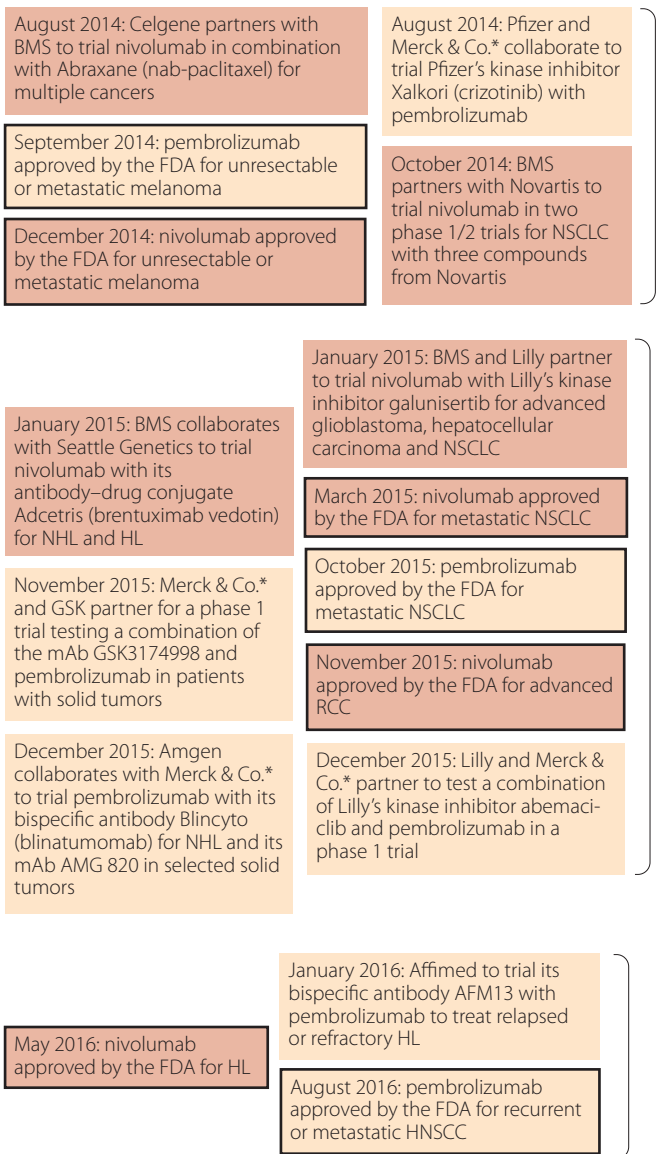 August 2014: Celgene partners with
BMS to trial nivolumab in combination
with Abraxane (nab-paclitaxel) for
multiple cancers
August 2014: Pfizer and
Merck & Co.* collaborate to
trial Pfizer’s kinase inhibitor
Xalkori (crizotinib) with
pembrolizumab
September 2014: pembrolizumab
approved by the FDA for unresectable
or metastatic melanoma
October 2014: BMS
partners with Novartis to
trial nivolumab in two
phase 1/2 trials for NSCLC
with three compounds
from Novartis
December 2014: nivolumab approved
by the FDA for unresectable or
metastatic melanoma
January 2015: BMS and Lilly partner
to trial nivolumab with Lilly’s kinase
inhibitor galunisertib for advanced
glioblastoma, hepatocellular
carcinoma and NSCLC
January 2015: BMS collaborates
with Seattle Genetics to trial
nivolumab with its
antibody–drug conjugate
Adcetris (brentuximab vedotin)
for NHL and HL
March 2015: nivolumab approved
by the FDA for metastatic NSCLC
October 2015: pembrolizumab
approved by the FDA for
metastatic NSCLC
November 2015: Merck & Co.*
and GSK partner for a phase 1
trial testing a combination of
the mAb GSK3174998 and
pembrolizumab in patients
with solid tumors
November 2015: nivolumab
approved by the FDA for advanced
RCC
December 2015: Amgen
collaborates with Merck & Co.*
to trial pembrolizumab with its
bispecific antibody Blincyto
(blinatumomab) for NHL and its
mAb AMG 820 in selected solid
tumors
December 2015: Lilly and Merck &
Co.* partner to test a combination
of Lilly’s kinase inhibitor abemaci-
clib and pembrolizumab in a
phase 1 trial
January 2016: Affimed to trial its
bispecific antibody AFM13 with
pembrolizumab to treat relapsed
or refractory HL
May 2016: nivolumab
approved by the FDA for HL
August 2016: pembrolizumab
approved by the FDA for recurrent
or metastatic HNSCC